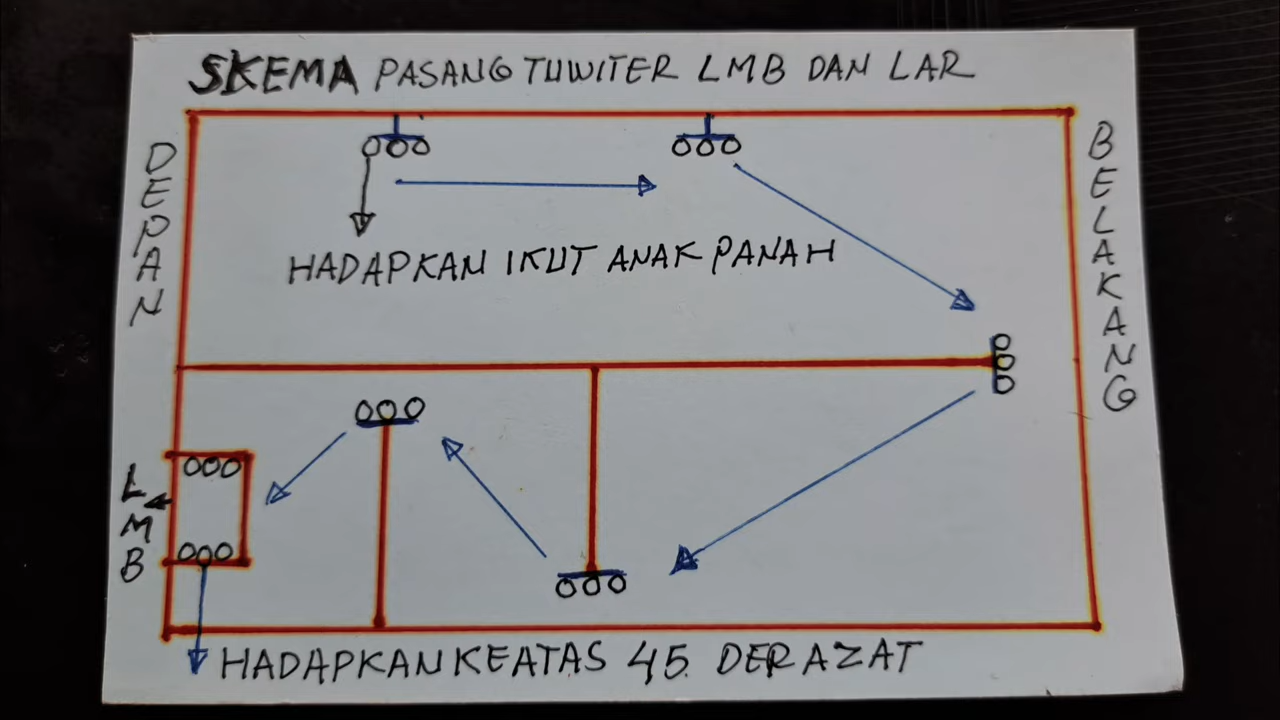 SKEMA PASANG TUWITER LMB DAN LAR
DEPAN
BELAKANG
HADAPKAN IKUT ANAK PANAH
LMB
HADAPKAN KEATAS 45 DERAZAT